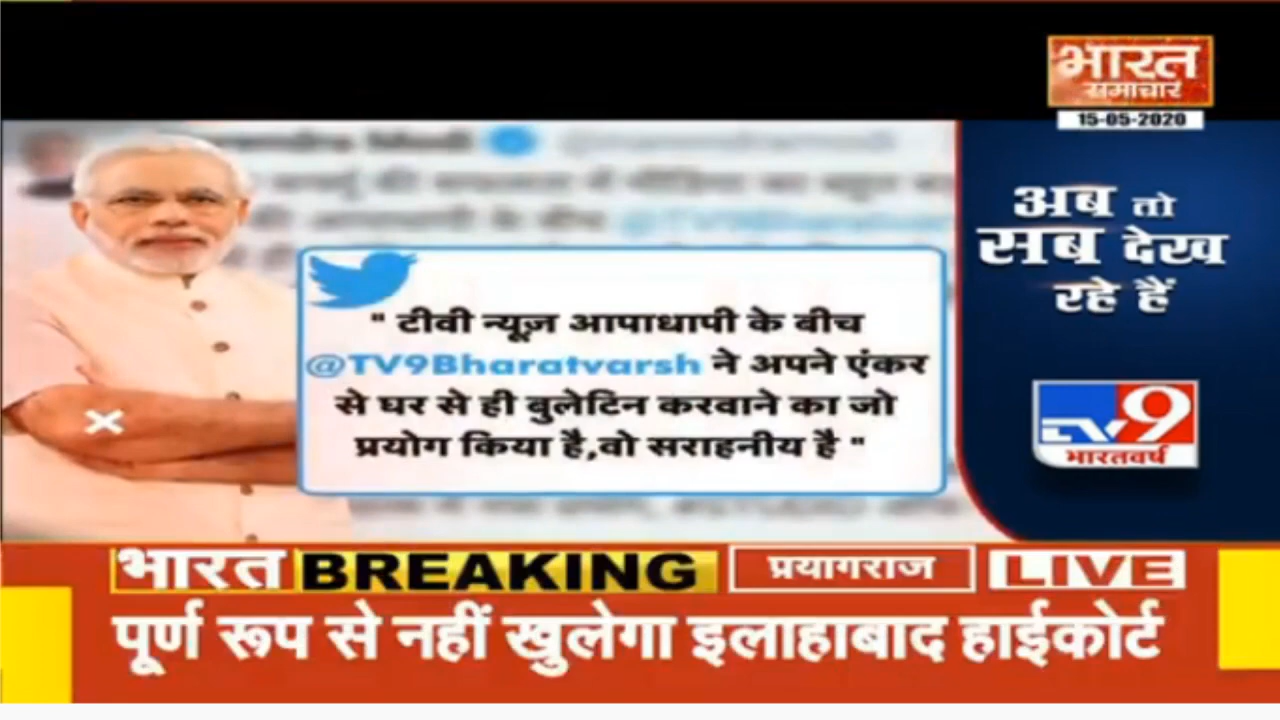 भारत
समाचार
15-05-2020
अब तो
सब देख
रहे हैं
" टीवी न्यूज़ आपाधापी के बीच
@TV9Bharatvarsh ने अपने एंकर
से घर से ही बुलेटिन करवाने का जो
प्रयोग किया है,वो सराहनीय है "
TV9
भारतवर्ष
भारत BREAKING प्रयागराज LIVE
पूर्ण रूप से नहीं खुलेगा इलाहाबाद हाईकोर्ट